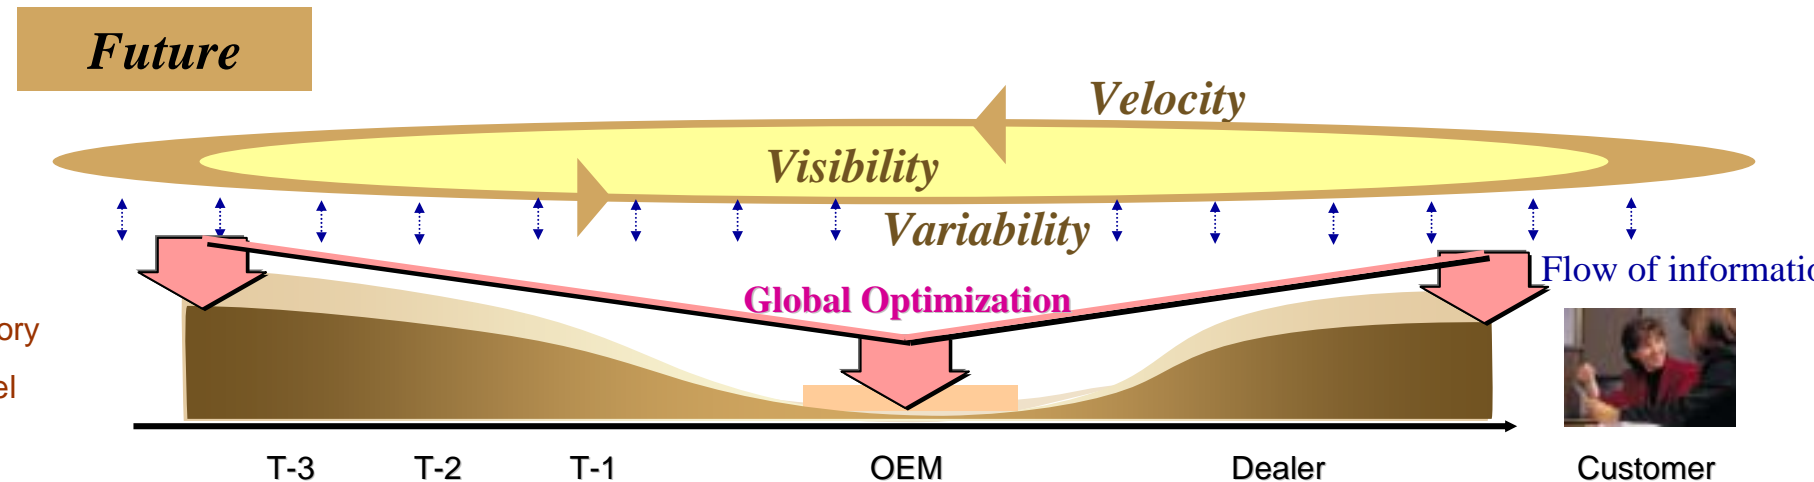 Future
Velocity
Visibility
Variability
Flow of informatio
Global Optimization
ory
el
T-3 T-2 T-1 OEM Dealer Customer